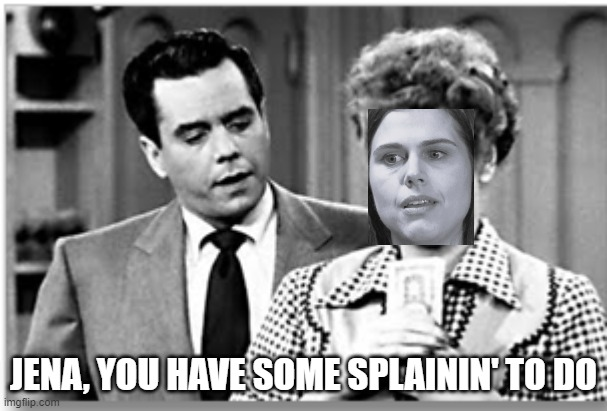 JENA, YOU HAVE SOME SPLAININ' TO DO
imgflip.com